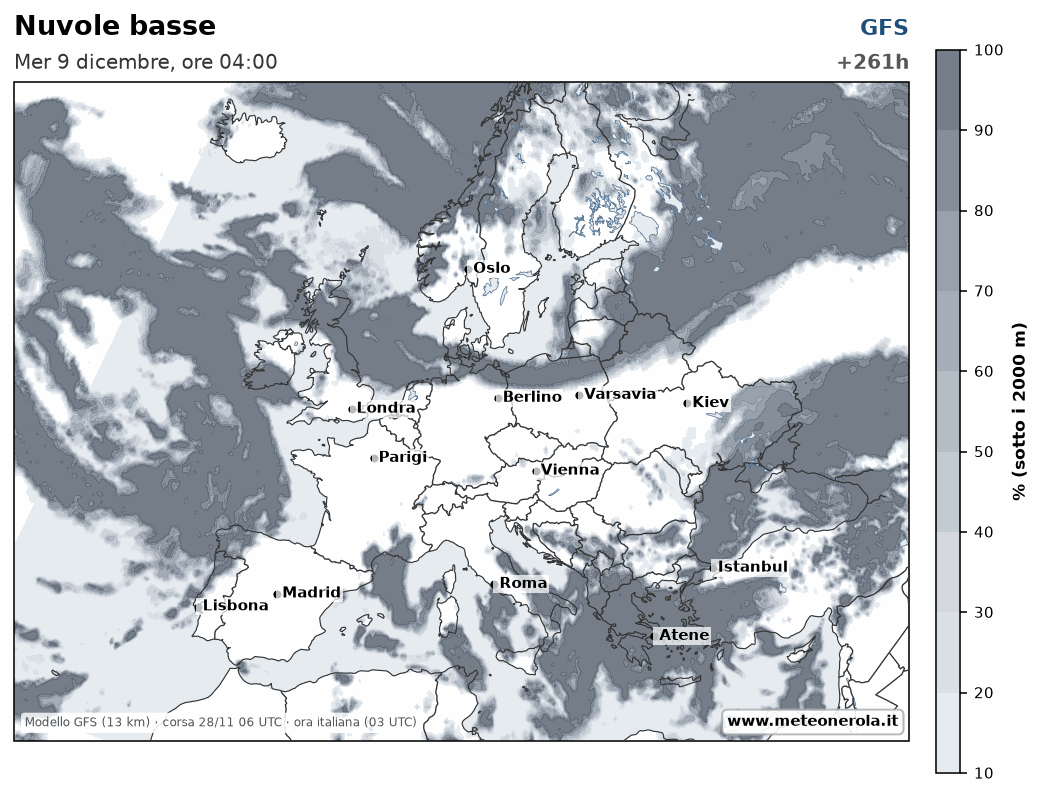 Nuvole basse
GFS
Mer 9 dicembre, ore 04:00
+261h
100
90
80
70
60
50
40
30
20
10
% (sotto i 2000 m)
Oslo
Berlino
Varsavia
Kiev
Londra
Parigi
Vienna
Istanbul
Roma
Madrid
Lisbona
Atene
Modello GFS (13 km) · corsa 28/11 06 UTC · ora italiana (03 UTC)
www.meteonerola.it